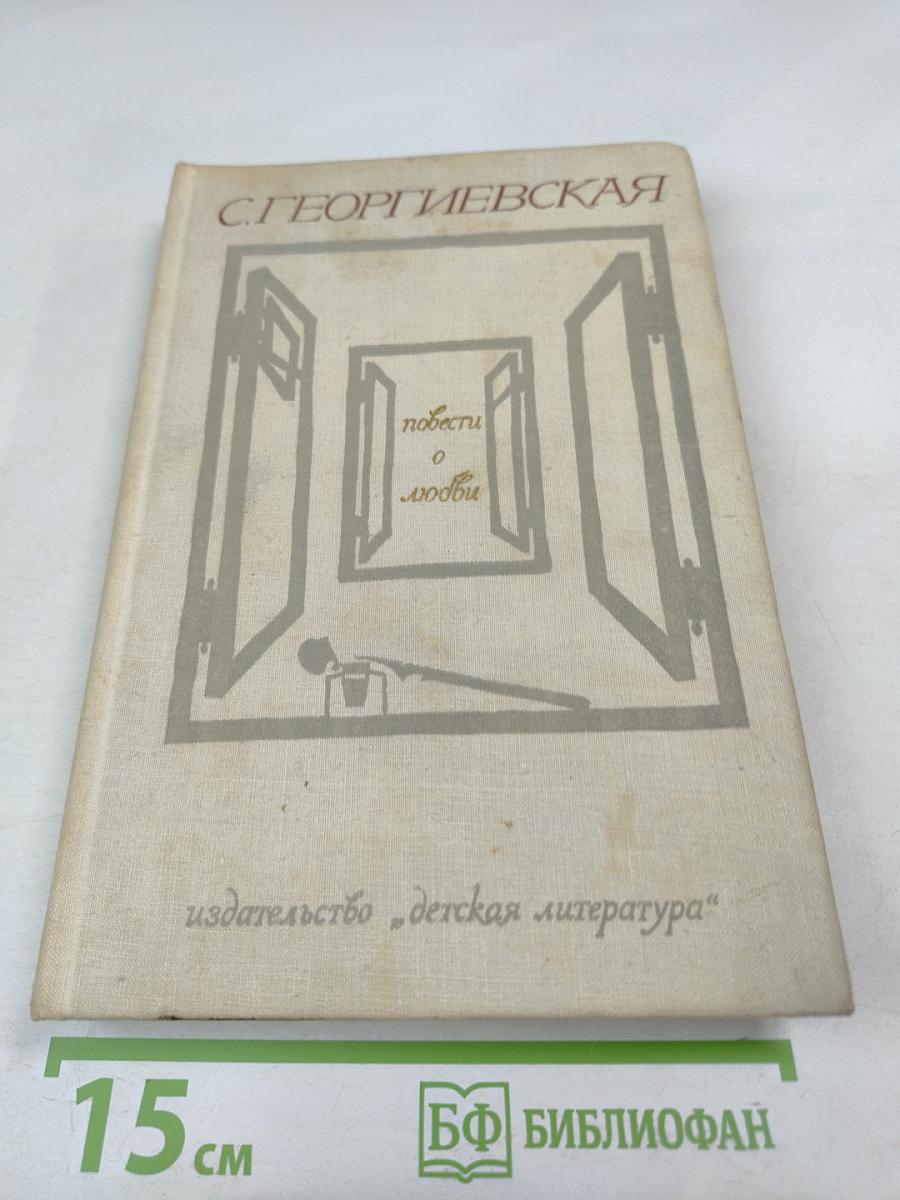 С. ГЕОРГИЕВСКАЯ
повести
о
любви
издательство „детская литература“
15 см
БФ БИБЛИОФАН